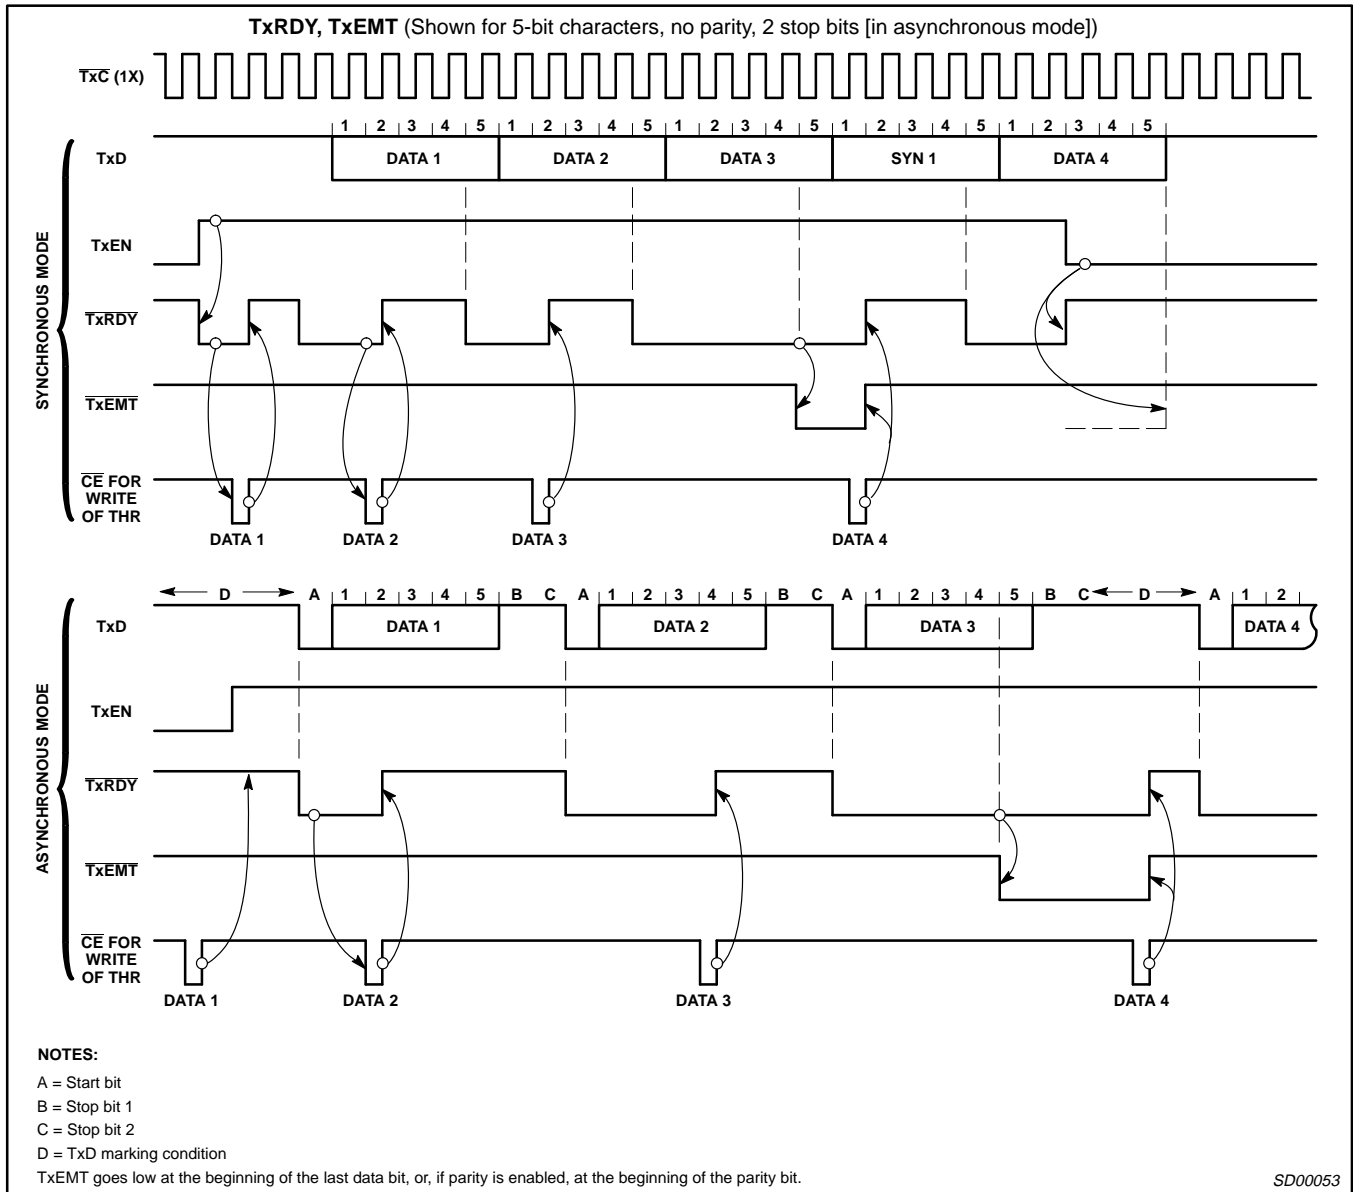 TxRDY, TxEMT (Shown for 5-bit characters, no parity, 2 stop bits [in asynchronous mode])
TxC (1X)
1 2 3 4 5 1 2 3 4 5 1 2 3 4 5 1 2 3 4 5 1 2 3 4 5
TxD DATA 1 DATA 2 DATA 3 SYN 1 DATA 4
SYNCHRONOUS MODE
TxEN
TxRDY
TxEMT
CE FOR
WRITE
OF THR
DATA 1 DATA 2 DATA 3 DATA 4
D A 1 2 3 4 5 B C A 1 2 3 4 5 B C A 1 2 3 4 5 B C D A 1 2
TxD DATA 1 DATA 2 DATA 3 DATA 4
ASYNCHRONOUS MODE
TxEN
TxRDY
TxEMT
CE FOR
WRITE
OF THR
DATA 1 DATA 2 DATA 3 DATA 4
NOTES:
A = Start bit
B = Stop bit 1
C = Stop bit 2
D = TxD marking condition
TxEMT goes low at the beginning of the last data bit, or, if parity is enabled, at the beginning of the parity bit.
SD00053